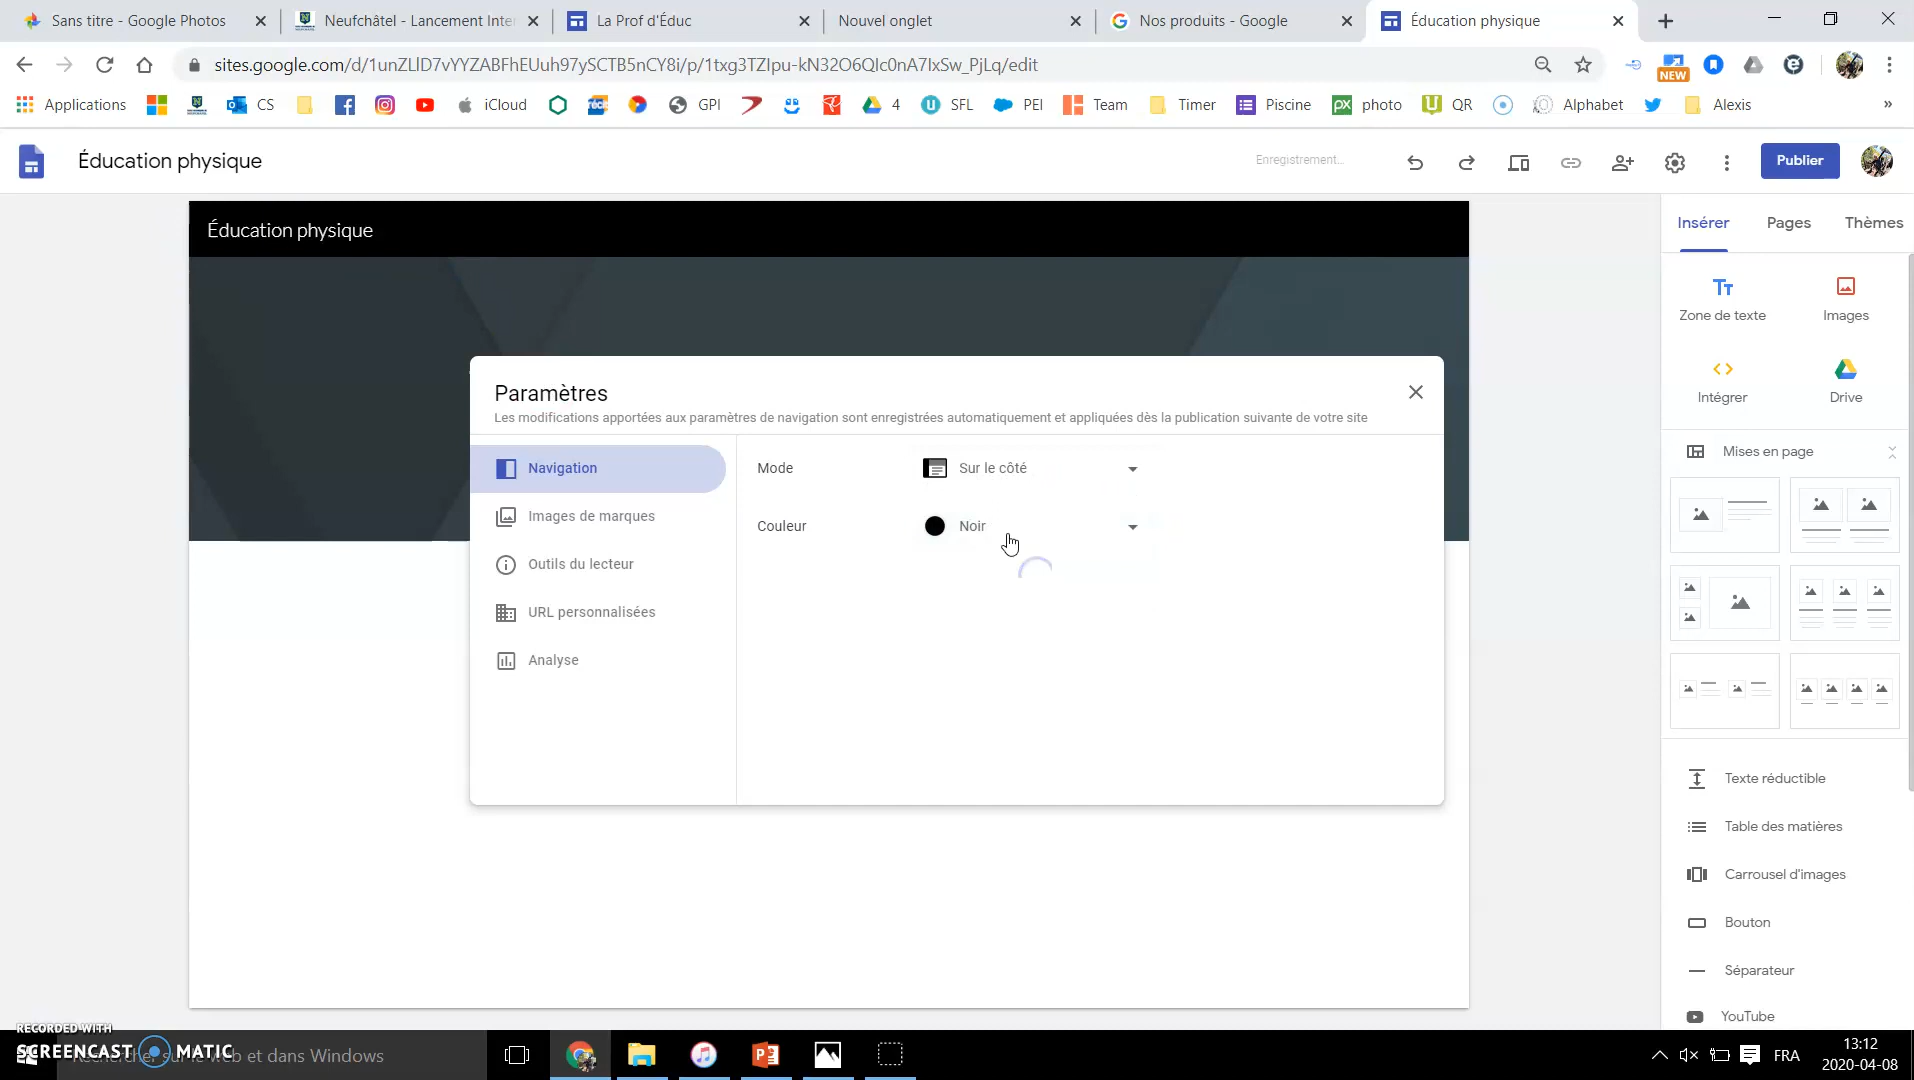 Sans titre - Google Photos
Neufchâtel - Lancement Inter
La Prof d'Éduc
Nouvel onglet
Nos produits - Google
Éducation physique
sites.google.com/d/1unZLlD7vYYZABFhEUuh97ySCTB5nCY8i/p/1txg3TZIpu-kN32O6QIc0nA7IxSw_PjLq/edit
NEW
Applications
CS
iCloud
GPI
4
SFL
PEI
Team
Timer
Piscine
photo
QR
Alphabet
Alexis
»
Éducation physique
Enregistrement...
Publier
Éducation physique
Insérer
Pages
Thèmes
Zone de texte
Images
Intégrer
Drive
Mises en page
Texte réductible
Table des matières
Carrousel d'images
Bouton
Séparateur
YouTube
Paramètres
Les modifications apportées aux paramètres de navigation sont enregistrées automatiquement et appliquées dès la publication suivante de votre site
Navigation
Images de marques
Outils du lecteur
URL personnalisées
Analyse
Mode
Sur le côté
Couleur
Noir
RECORDED WITH
SCREENCAST MATIC
Rechercher sur le web et dans Windows
FRA
13:12
2020-04-08